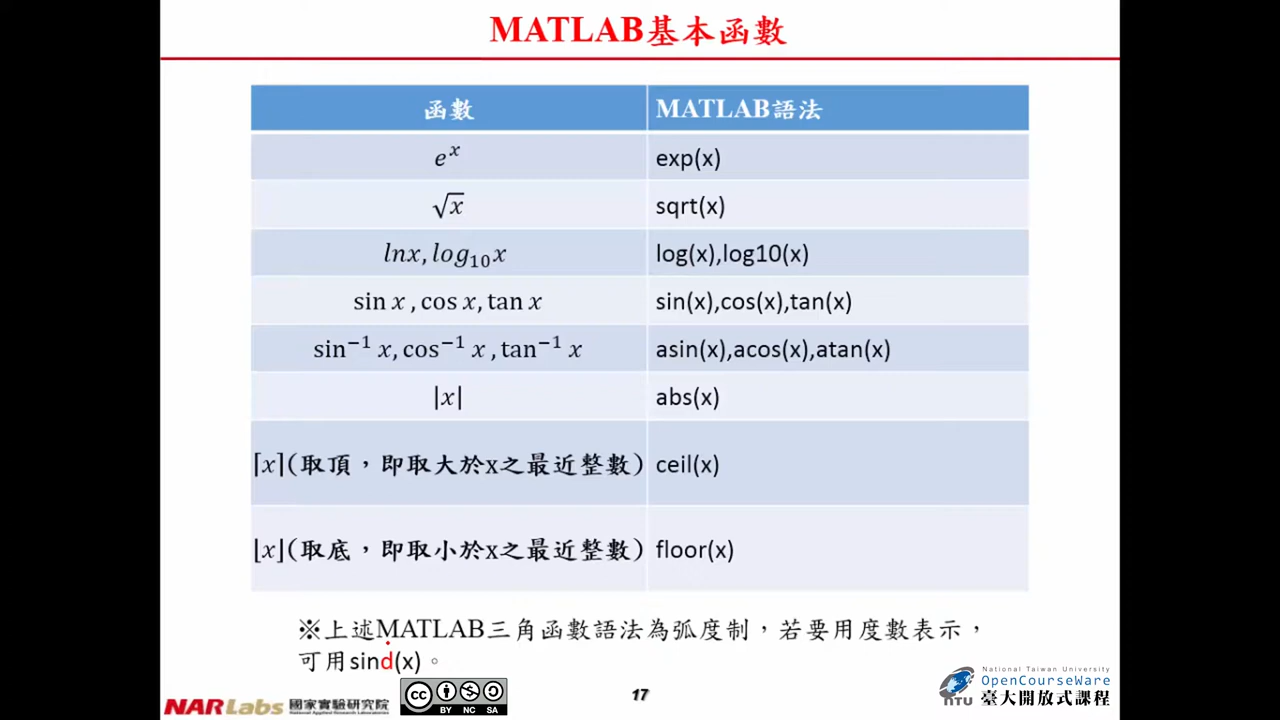 MATLAB基本函數
函數 MATLAB語法
eˣ exp(x)
√x sqrt(x)
lnx, log₁₀x log(x),log10(x)
sin x , cos x, tan x sin(x),cos(x),tan(x)
sin⁻¹ x, cos⁻¹ x , tan⁻¹ x asin(x),acos(x),atan(x)
|x| abs(x)
⌈x⌉(取頂，即取大於x之最近整數) ceil(x)
⌊x⌋(取底，即取小於x之最近整數) floor(x)
※上述MATLAB三角函數語法為弧度制，若要用度數表示，
可用sind(x)。
NARLabs 國家實驗研究院
National Applied Research Laboratories
cc BY NC SA
17
National Taiwan University
OpenCourseWare
NTU 臺大開放式課程